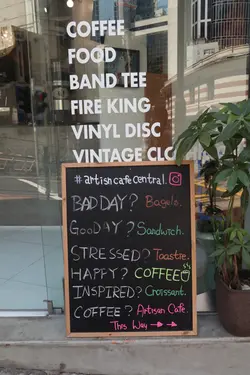 COFFEE
FOOD
BAND TEE
FIRE KING
VINYL DISC
VINTAGE CLO
#artisncafecentral.
BAD DAY? Bagels.
GooD DAY? Sandwich.
STRESSED? Toastie.
HAPPY? COFFEE
INSPIRED? Croissant.
COFFEE? Artisan Cafe.
This Way